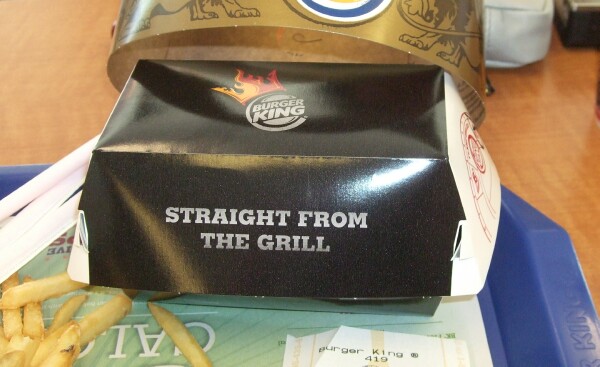 BURGER
KING
STRAIGHT FROM
THE GRILL
Burger King ®
419